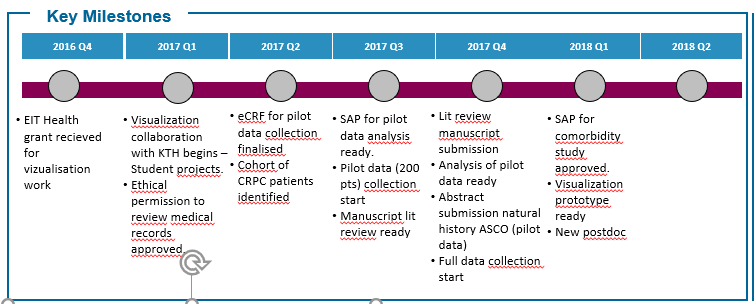 Key Milestones
2016 Q4
2017 Q1
2017 Q2
2017 Q3
2017 Q4
2018 Q1
2018 Q2
• EIT Health
grant recieved
for
vizualisation
work
• Visualization
collaboration
with KTH begins –
Student projects.
• Ethical
permission to
review medical
records
approved.
• eCRF for pilot
data collection
finalised
• Cohort of
CRPC patients
identified
• SAP for pilot
data analysis
ready.
• Pilot data (200
pts) collection
start
• Manuscript lit
review ready
• Lit review
manuscript
submission
• Analysis of pilot
data ready
• Abstract
submission natural
history ASCO (pilot
data)
• Full data collection
start
• SAP for
comorbidity
study
approved.
• Visualization
prototype
ready
• New postdoc